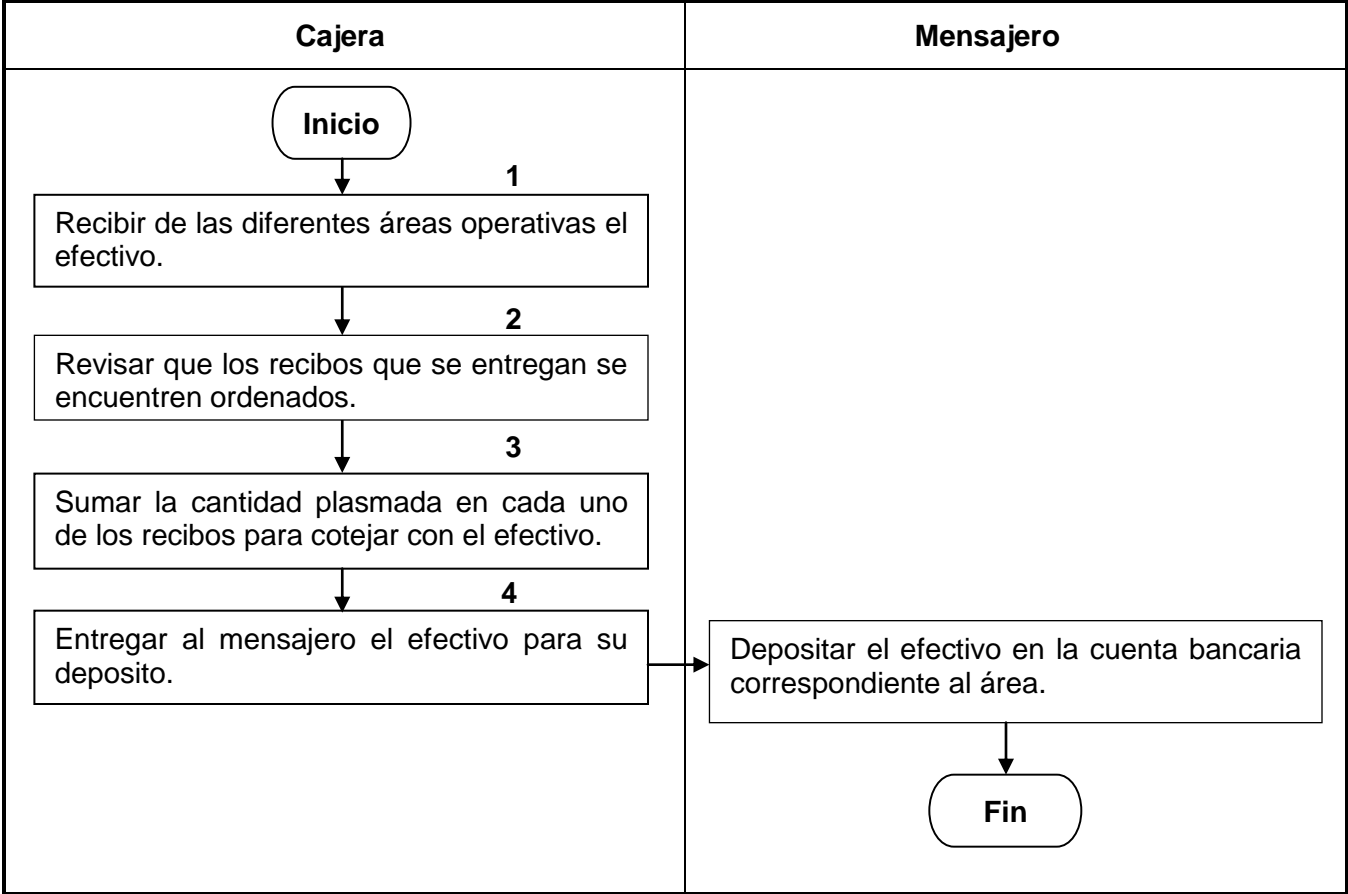 Cajera
Mensajero
Inicio
1
Recibir de las diferentes áreas operativas el
efectivo.
2
Revisar que los recibos que se entregan se
encuentren ordenados.
3
Sumar la cantidad plasmada en cada uno
de los recibos para cotejar con el efectivo.
4
Entregar al mensajero el efectivo para su
deposito.
Depositar el efectivo en la cuenta bancaria
correspondiente al área.
Fin